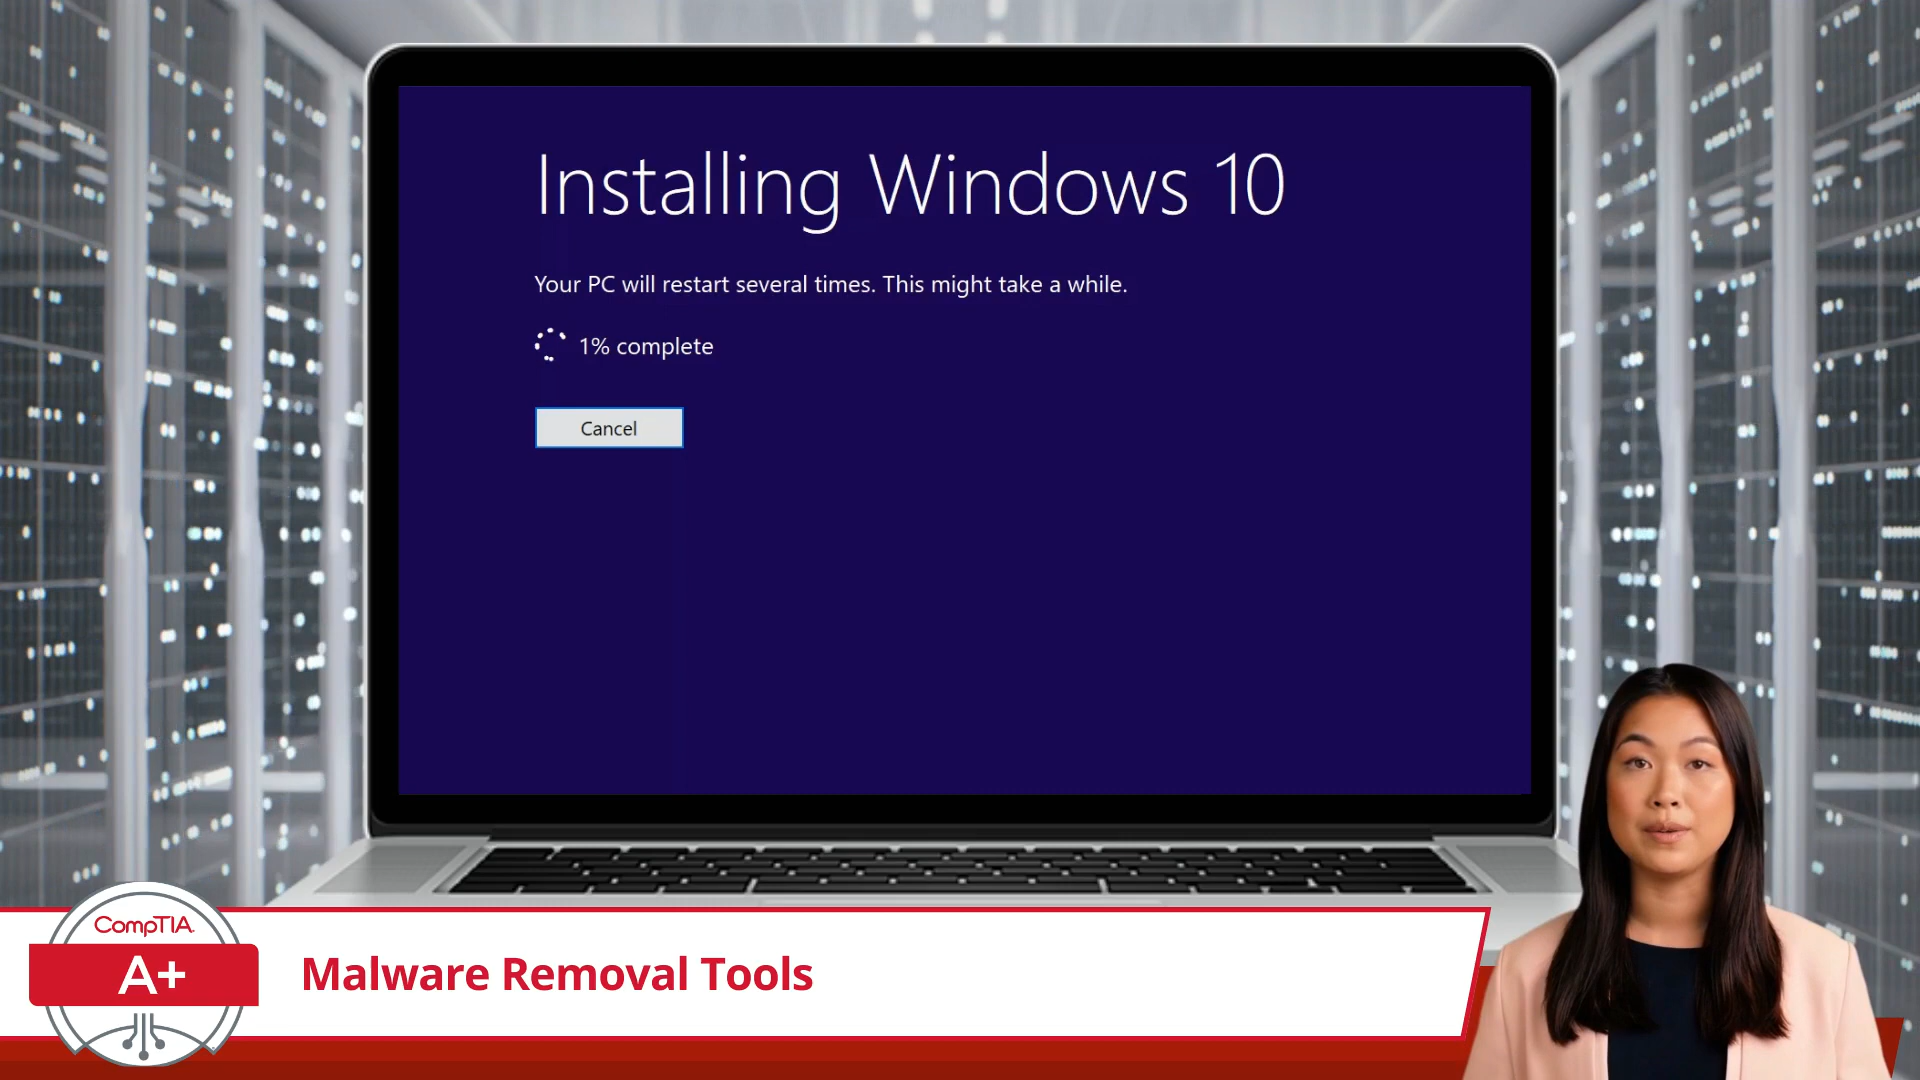 Installing Windows 10
Your PC will restart several times. This might take a while.
1% complete
Cancel
CompTIA.
A+
Malware Removal Tools